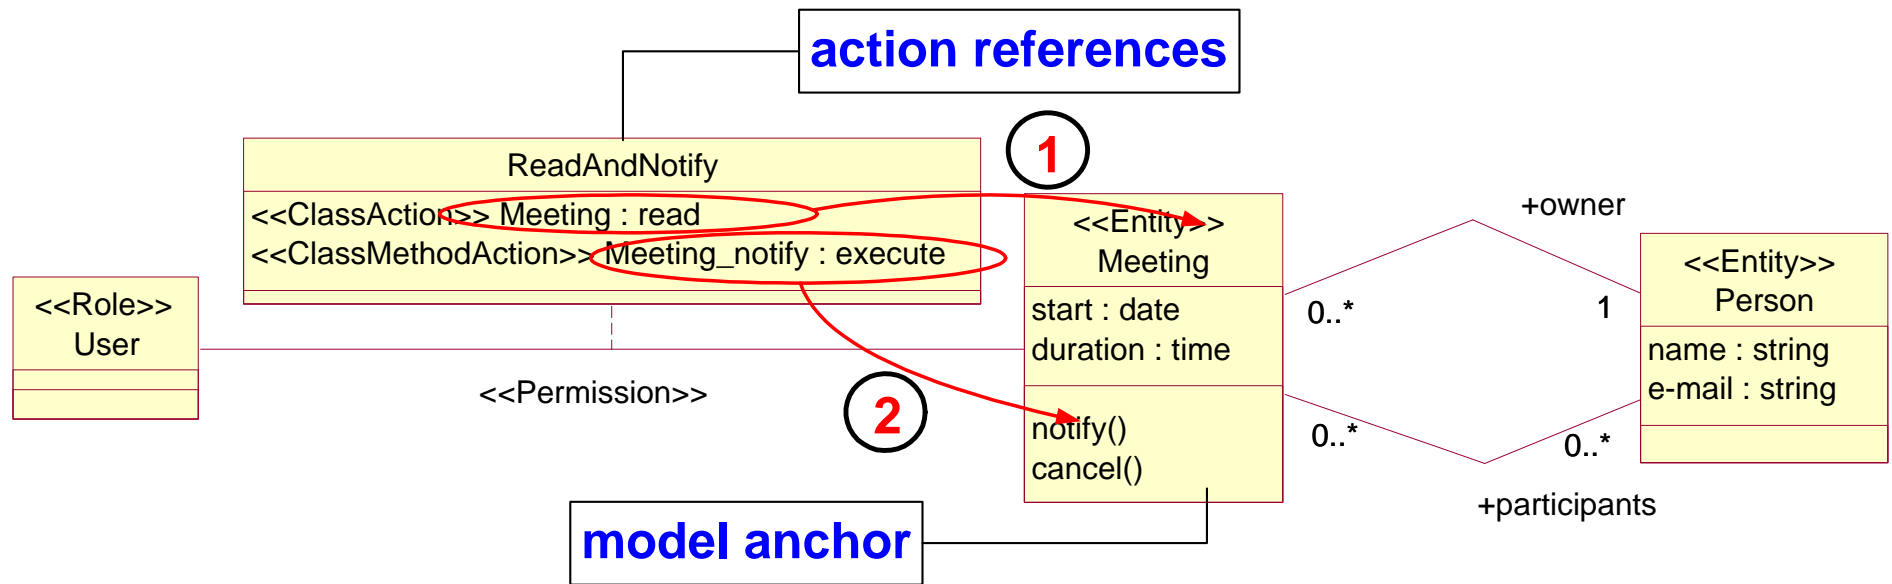 action references
1
ReadAndNotify
<<ClassAction>> Meeting : read
<<ClassMethodAction>> Meeting_notify : execute
<<Role>>
User
<<Permission>>
2
<<Entity>>
Meeting
start : date
duration : time
notify()
cancel()
+owner
0..*
1
0..*
0..*
+participants
<<Entity>>
Person
name : string
e-mail : string
model anchor